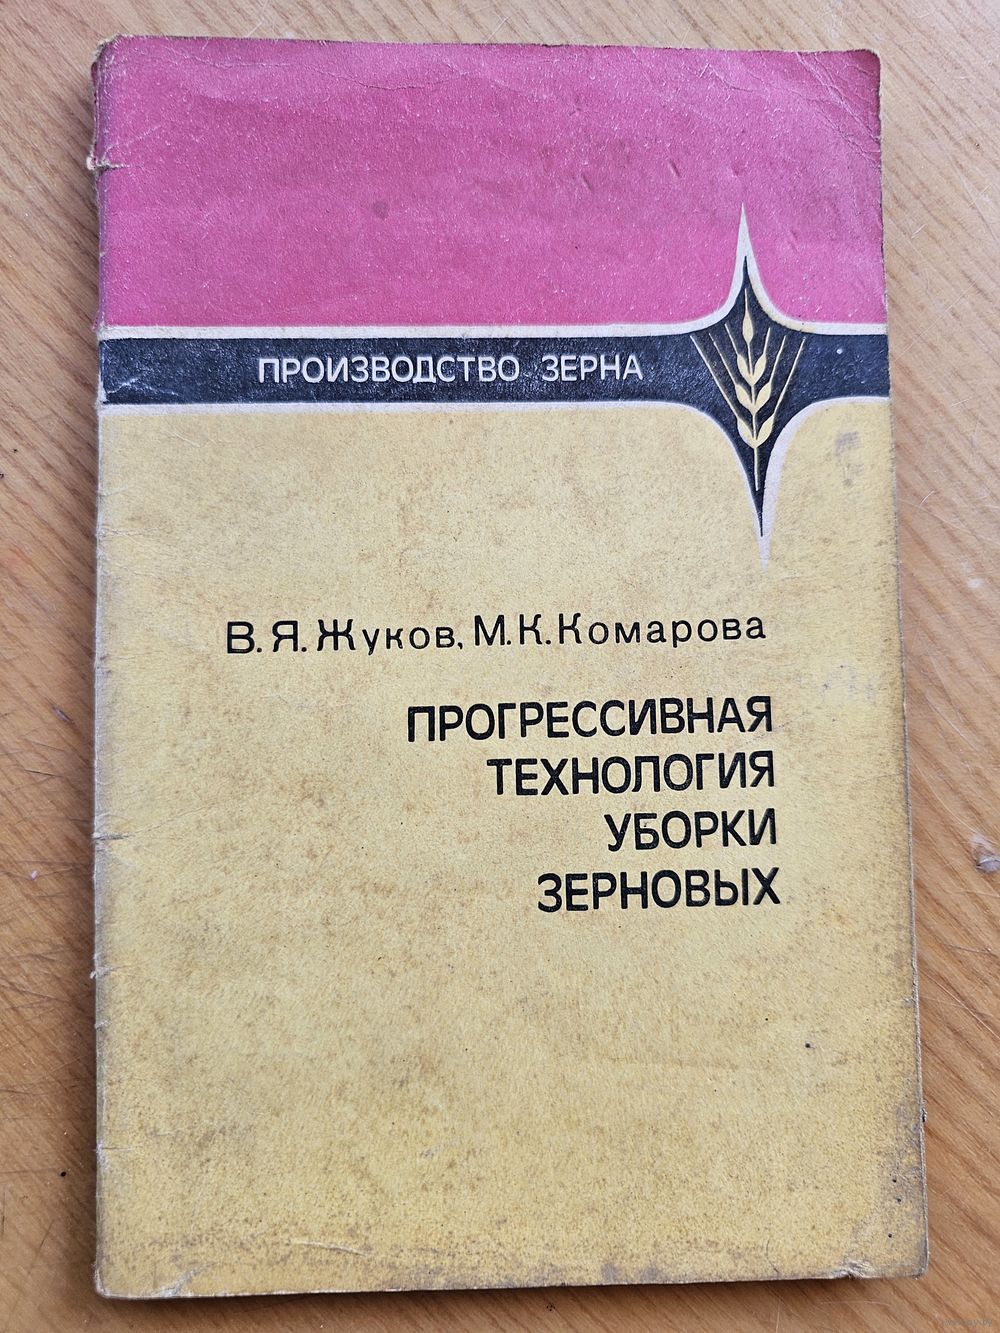 ПРОИЗВОДСТВО ЗЕРНА
В. Я. Жуков, М. К. Комарова
ПРОГРЕССИВНАЯ
ТЕХНОЛОГИЯ
УБОРКИ
ЗЕРНОВЫХ